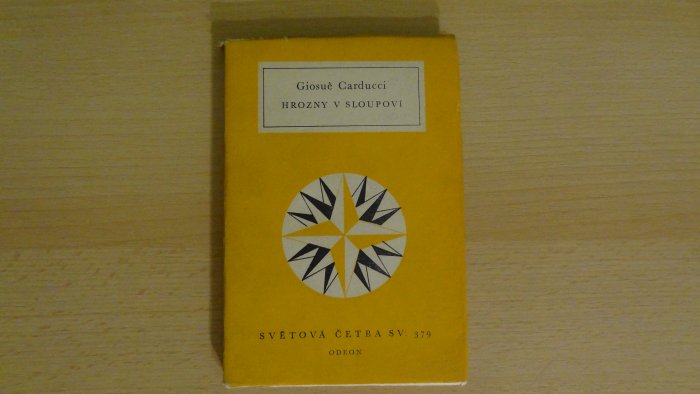 Giosuè Carducci
HROZNY V SLOUPOVÍ
SVĚTOVÁ ČETBA SV. 379
ODEON